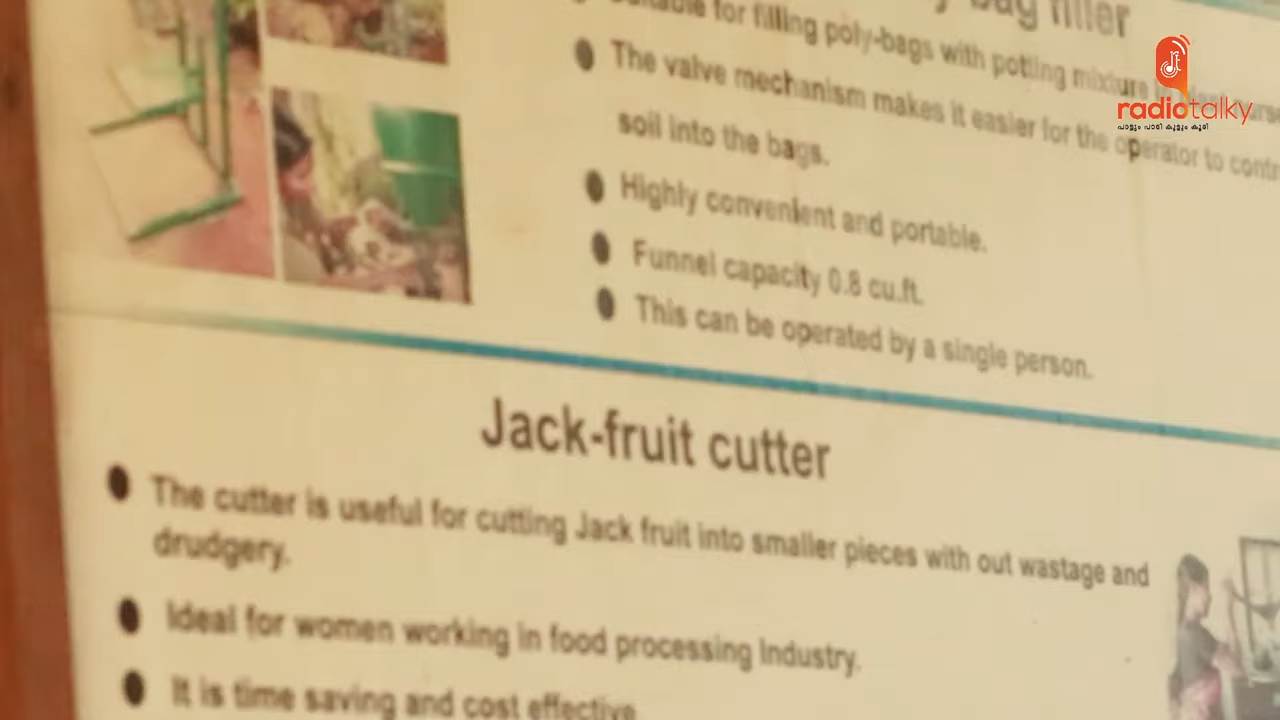 bag filler
for filling poly-bags with potting mixture
The valve mechanism makes it easier for the operator to contr
soil into the bags.
Highly convenient and portable.
Funnel capacity 0.8 cu.ft.
This can be operated by a single person.
Jack-fruit cutter
The cutter is useful for cutting Jack fruit into smaller pieces with out wastage and
drudgery.
Ideal for women working in food processing Industry.
It is time saving and cost effective
radiotalky
പാട്ടും പാടി കൂട്ടും കൂടി